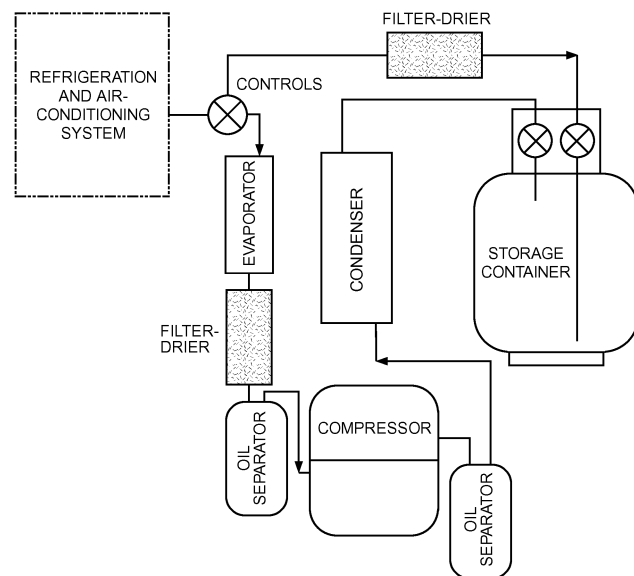 FILTER-DRIER
REFRIGERATION
AND AIR-
CONDITIONING
SYSTEM
CONTROLS
EVAPORATOR
CONDENSER
STORAGE
CONTAINER
FILTER-
DRIER
OIL
SEPARATOR
COMPRESSOR
OIL
SEPARATOR